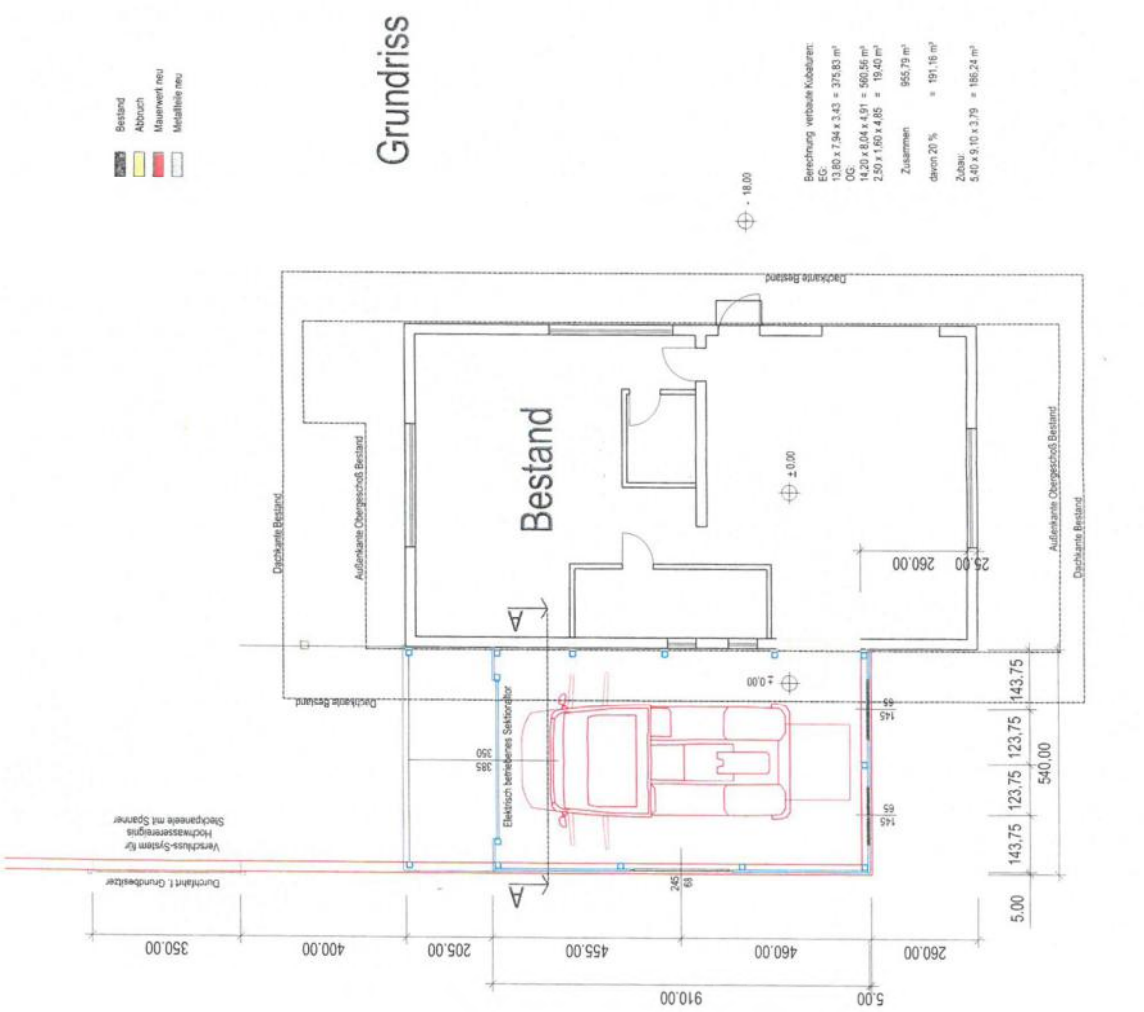 Bestand
Abbruch
Mauerwerk neu
Metallteile neu
Grundriss
Berechnung verbaute Kubaturen:
EG:
13,80 x 7,94 x 3,43 = 375,83 m³
OG:
14,20 x 8,04 x 4,91 = 560,56 m³
2,50 x 1,60 x 4,85 = 19,40 m³
Zusammen 955,79 m³
davon 20 % = 191,16 m³
Zubau:
5,40 x 9,10 x 3,79 = 186,24 m³
- 18.00
Dachkante Bestand
Dachkante Bestand
Außenkante Obergeschoß Bestand
Bestand
± 0.00
260.00
25.00
Außenkante Obergeschoß Bestand
Dachkante Bestand
A
Dachkante Bestand
± 0.00
350
385
Elektrisch betriebenes Sektionaltor
65
145
65
145
143,75
123,75
123,75
143,75
540,00
5.00
Verschluss-System für
Hochwasserereignis
Steckpaneele mit Spanner
Durchfahrt f. Grundbesitzer
A
245
68
350.00
400.00
205.00
455.00
460.00
260.00
910.00
5.00